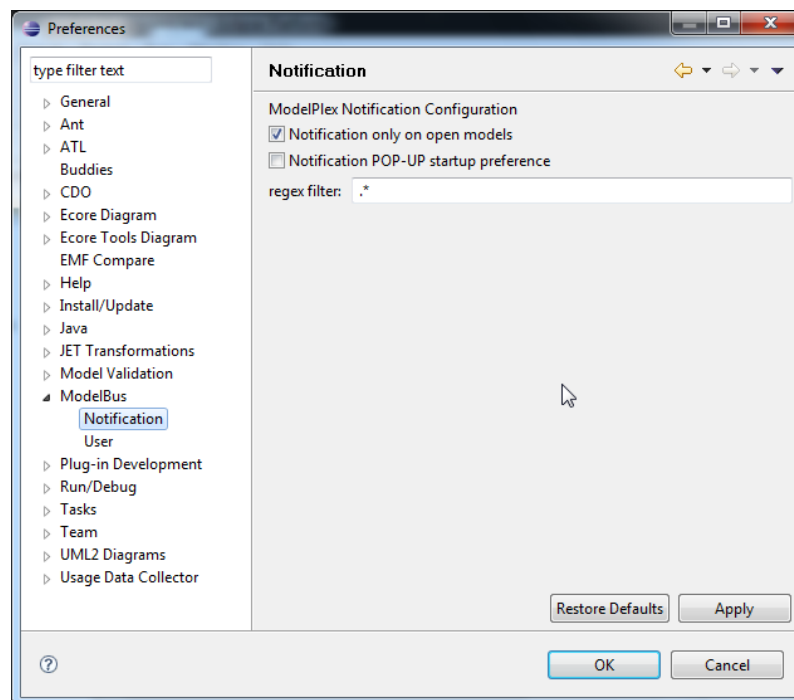 Preferences
type filter text
General
Ant
ATL
Buddies
CDO
Ecore Diagram
Ecore Tools Diagram
EMF Compare
Help
Install/Update
Java
JET Transformations
Model Validation
ModelBus
Notification
User
Plug-in Development
Run/Debug
Tasks
Team
UML2 Diagrams
Usage Data Collector
Notification
ModelPlex Notification Configuration
Notification only on open models
Notification POP-UP startup preference
regex filter: .*
Restore Defaults Apply
OK Cancel